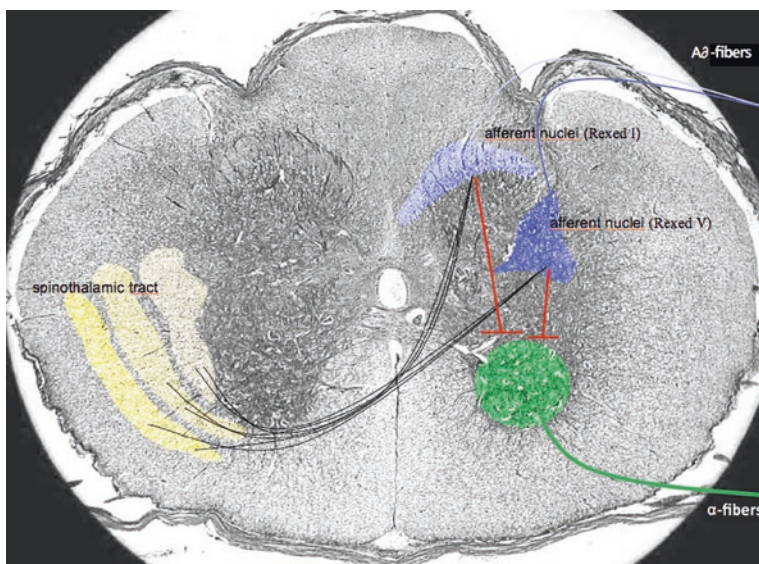 A∂-fibers
afferent nuclei (Rexed I)
afferent nuclei (Rexed V)
spinothalamic tract
α-fibers